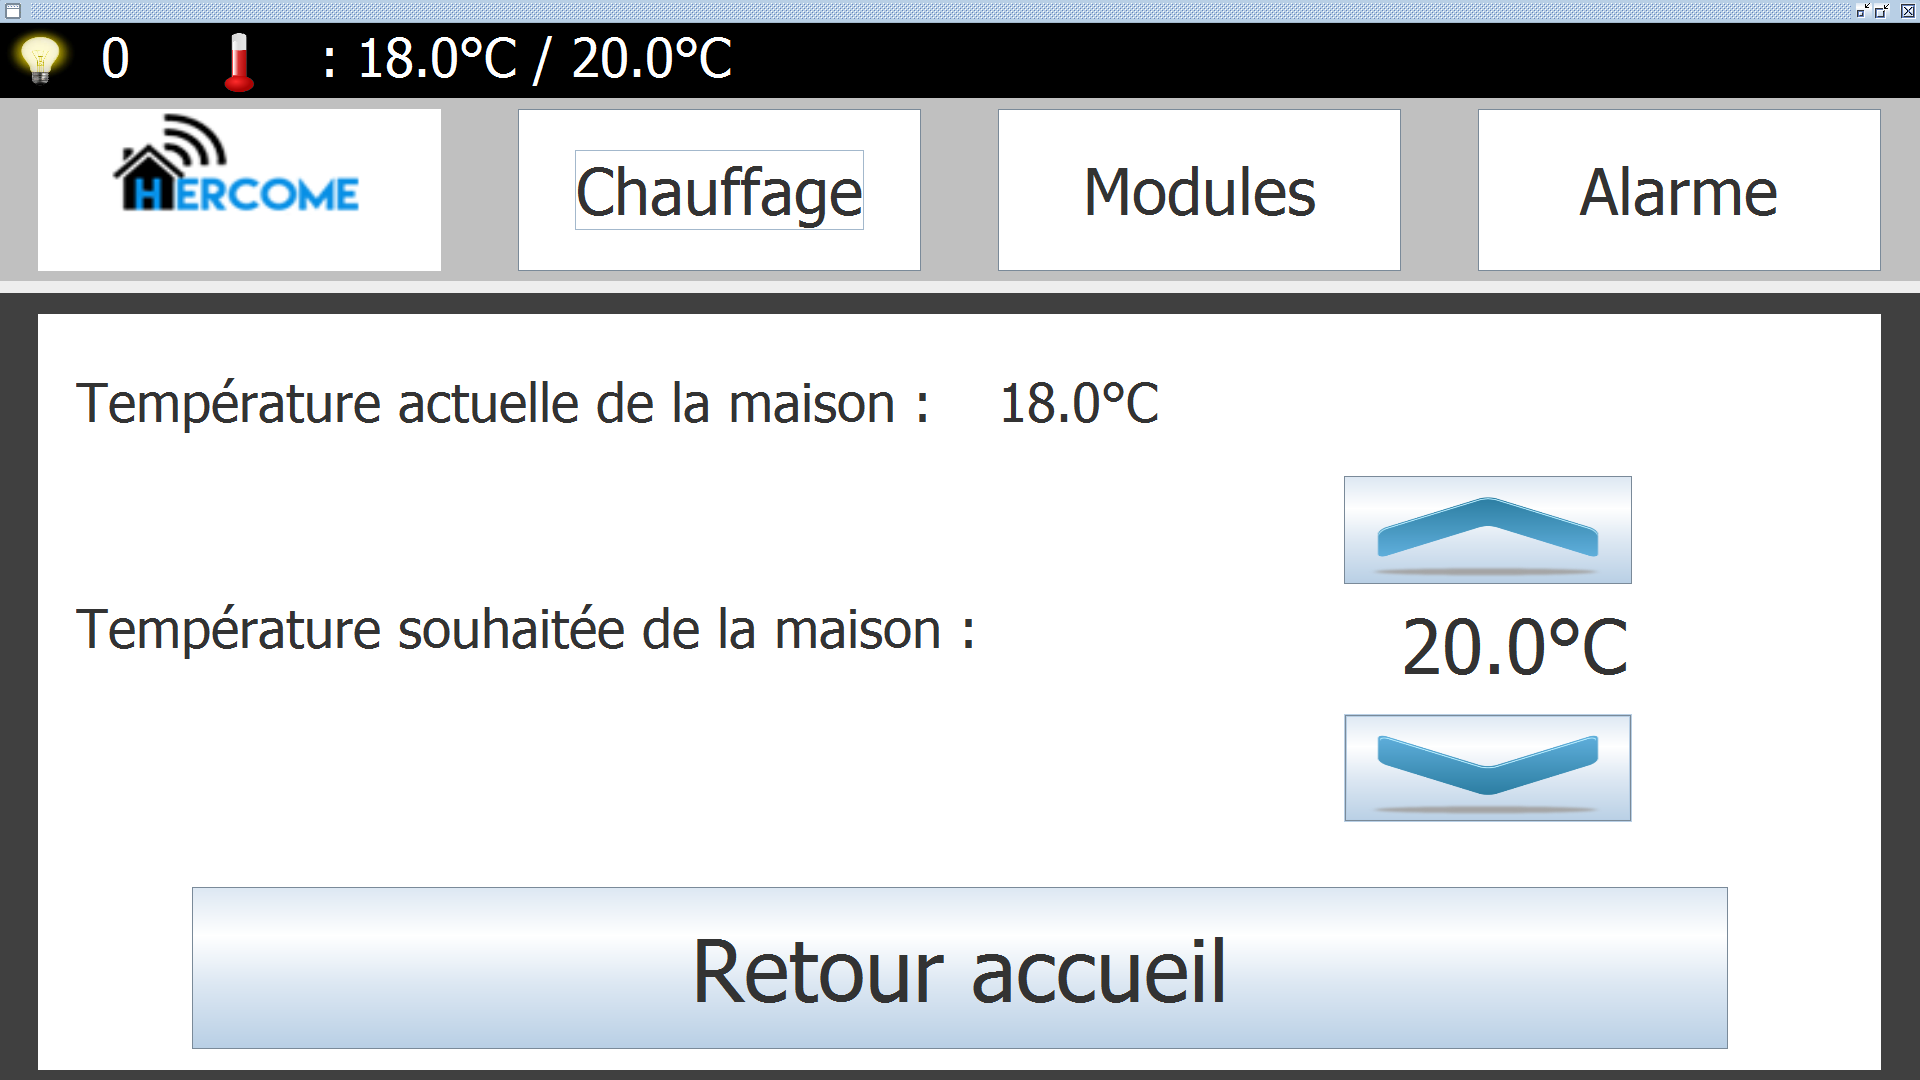 0 : 18.0°C / 20.0°C
HERCOME
Chauffage
Modules
Alarme
Température actuelle de la maison : 18.0°C
Température souhaitée de la maison :
20.0°C
Retour accueil